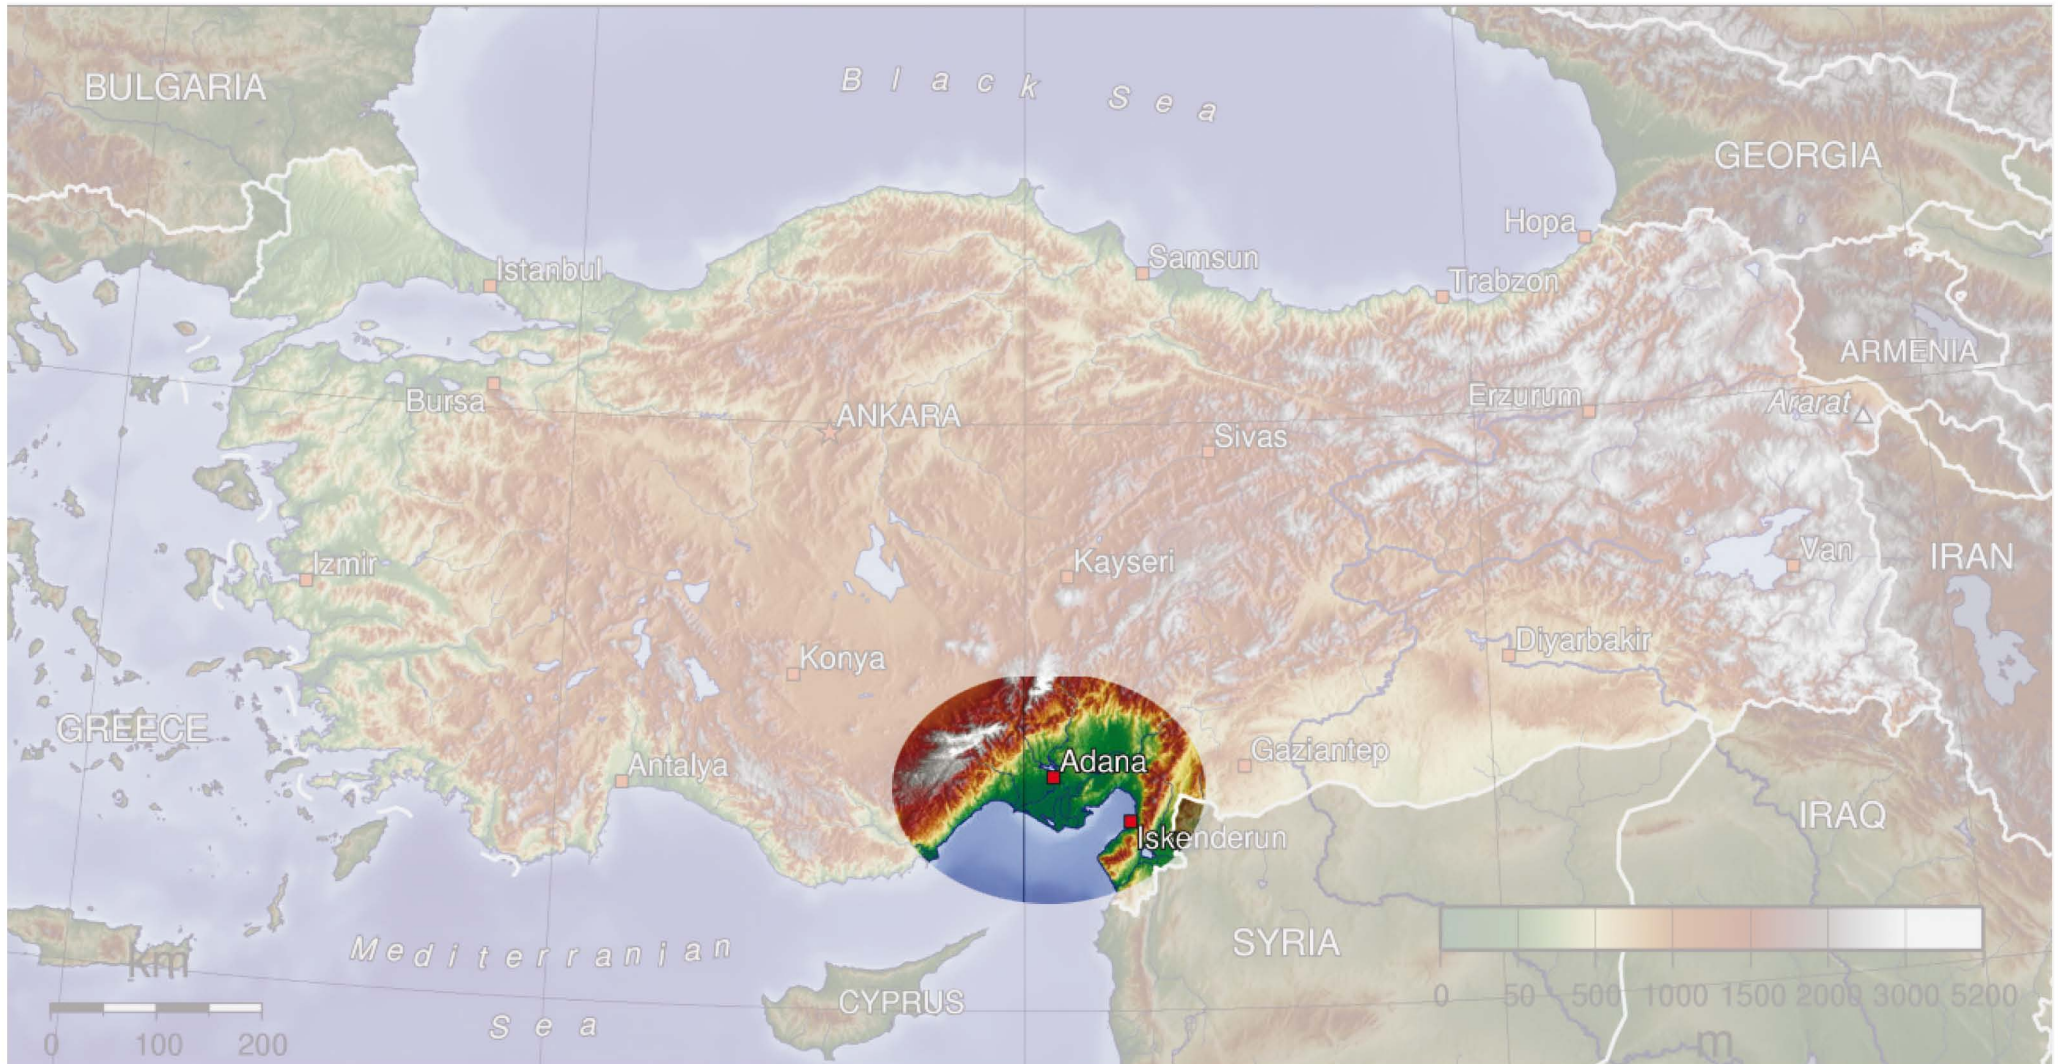 BULGARIA
Black Sea
GEORGIA
Hopa
Istanbul
Samsun
Trabzon
ARMENIA
Bursa
ANKARA
Erzurum
Ararat
Sivas
Izmir
Kayseri
Van
IRAN
Konya
Diyarbakir
GREECE
Antalya
Adana
Gaziantep
IRAQ
Iskenderun
Mediterranian
Sea
SYRIA
CYPRUS
km
0 100 200
0 50 500 1000 1500 2000 3000 5200
m